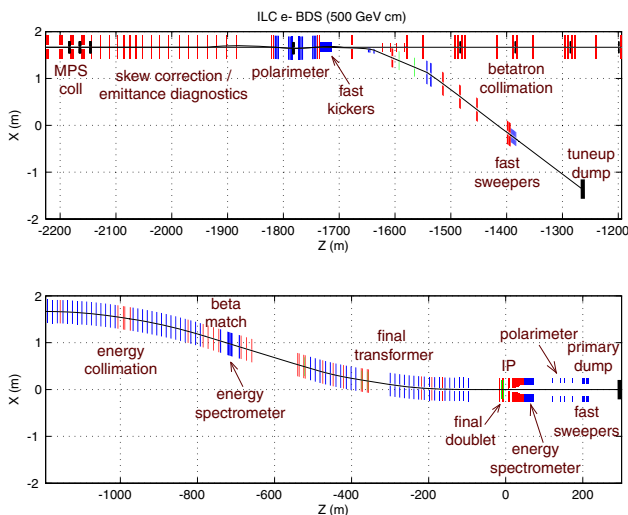 ILC e- BDS (500 GeV cm)
2
1
0
-1
-2
X (m)
MPS
coll
skew correction /
emittance diagnostics
polarimeter
fast
kickers
betatron
collimation
fast
sweepers
tuneup
dump
-2200
-2100
-2000
-1900
-1800
-1700
-1600
-1500
-1400
-1300
-1200
Z (m)
2
1
0
1
2
X (m)
energy
collimation
beta
match
energy
spectrometer
final
transformer
IP
final
doublet
polarimeter
energy
spectrometer
primary
dump
fast
sweepers
-1000
-800
-600
-400
-200
0
200
Z (m)